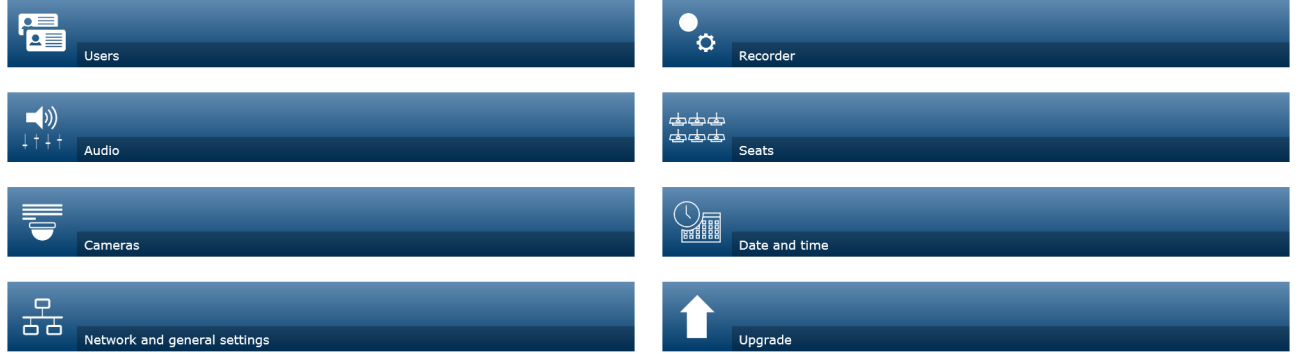 Users
Recorder
Audio
Seats
Cameras
Date and time
Network and general settings
Upgrade